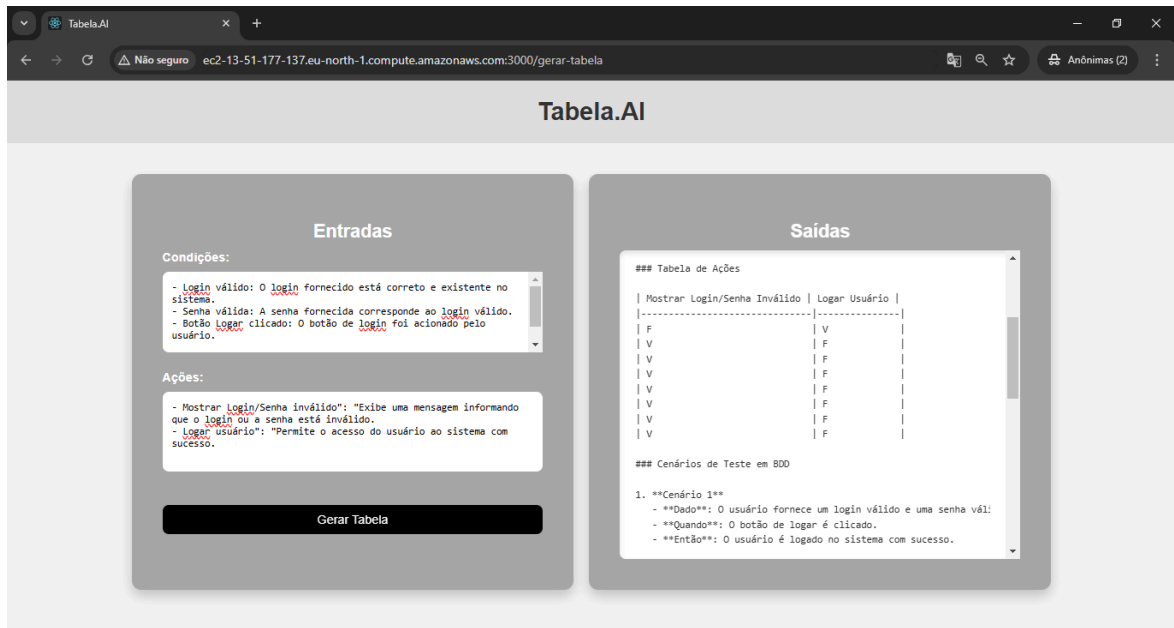 Tabela.AI
Não seguro ec2-13-51-177-137.eu-north-1.compute.amazonaws.com:3000/gerar-tabela
Anônimas (2)
Tabela.AI
Entradas
Condições:
- Login válido: O login fornecido está correto e existente no
sistema.
- Senha válida: A senha fornecida corresponde ao login válido.
- Botão Logar clicado: O botão de login foi acionado pelo
usuário.
Ações:
- Mostrar Login/Senha inválido": "Exibe uma mensagem informando
que o login ou a senha está inválido.
- Logar usuário": "Permite o acesso do usuário ao sistema com
sucesso.
Gerar Tabela
Saídas
### Tabela de Ações
| Mostrar Login/Senha Inválido | Logar Usuário |
|------------------------------|---------------|
| F | V |
| V | F |
| V | F |
| V | F |
| V | F |
| V | F |
| V | F |
| V | F |
### Cenários de Teste em BDD
1. **Cenário 1**
- **Dado**: O usuário fornece um login válido e uma senha váli
- **Quando**: O botão de logar é clicado.
- **Então**: O usuário é logado no sistema com sucesso.